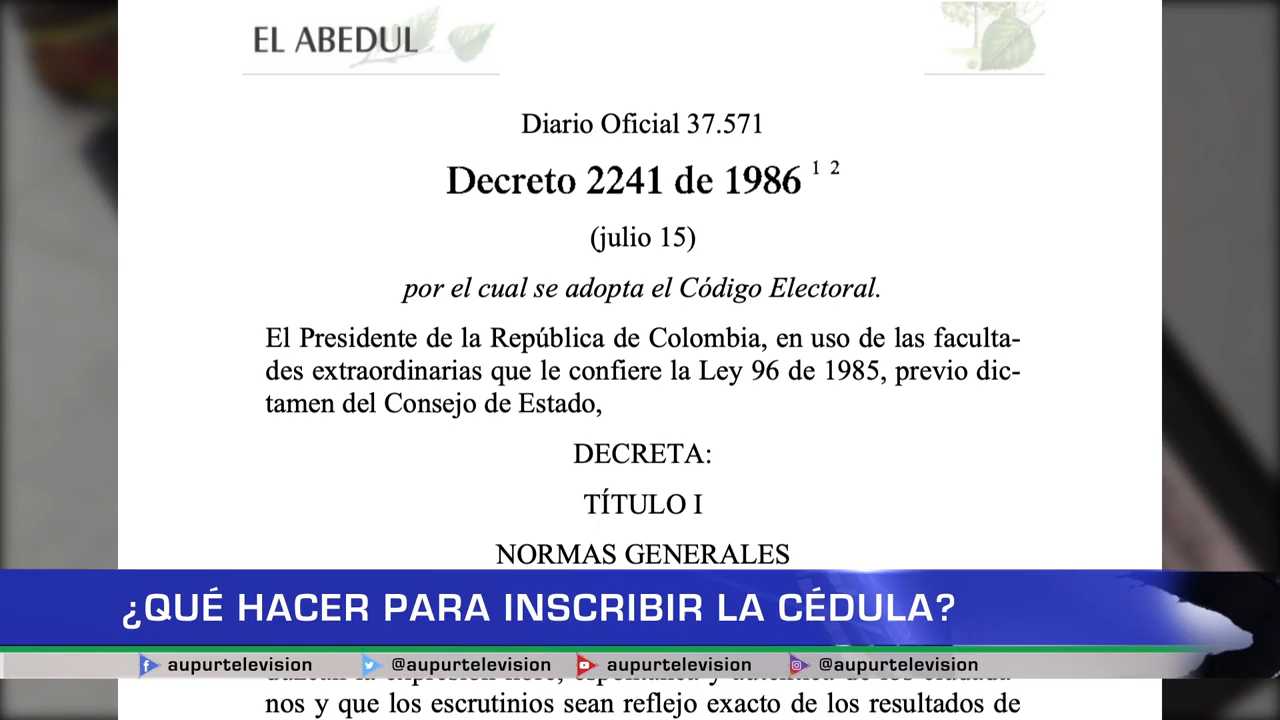 EL ABEDUL
Diario Oficial 37.571
Decreto 2241 de 1986 1 2
(julio 15)
por el cual se adopta el Código Electoral.
El Presidente de la República de Colombia, en uso de las faculta-
des extraordinarias que le confiere la Ley 96 de 1985, previo dic-
tamen del Consejo de Estado,
DECRETA:
TÍTULO I
NORMAS GENERALES
¿QUÉ HACER PARA INSCRIBIR LA CÉDULA?
aupurtelevision @aupurtelevision aupurtelevision @aupurtelevision
nos y que los escrutinios sean reflejo exacto de los resultados de